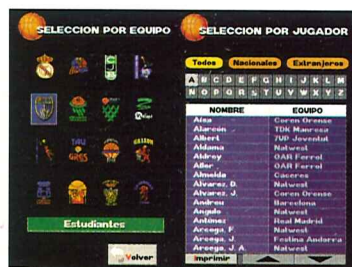 SELECCION POR EQUIPO
Estudiantes
Volver
SELECCION POR JUGADOR
Todos Nacionales Extranjeros
A B C D E F G H I J K L M
N O P Q R S T U V W X Y Z
NOMBRE EQUIPO
Aisa Coren Orense
Alarcón TDK Manresa
Albert 7UP Joventut
Aldama Natwest
Aldrey OAR Ferrol
Aller OAR Ferrol
Almeida Caceres
Alvarez, D. Natwest
Alvarez, J. Coren Orense
Andreu Barcelona
Angulo Natwest
Antúnez Real Madrid
Arcega, F. Natwest
Arcega, J. Festina Andorra
Arcega, J. A. Natwest
Imprimir